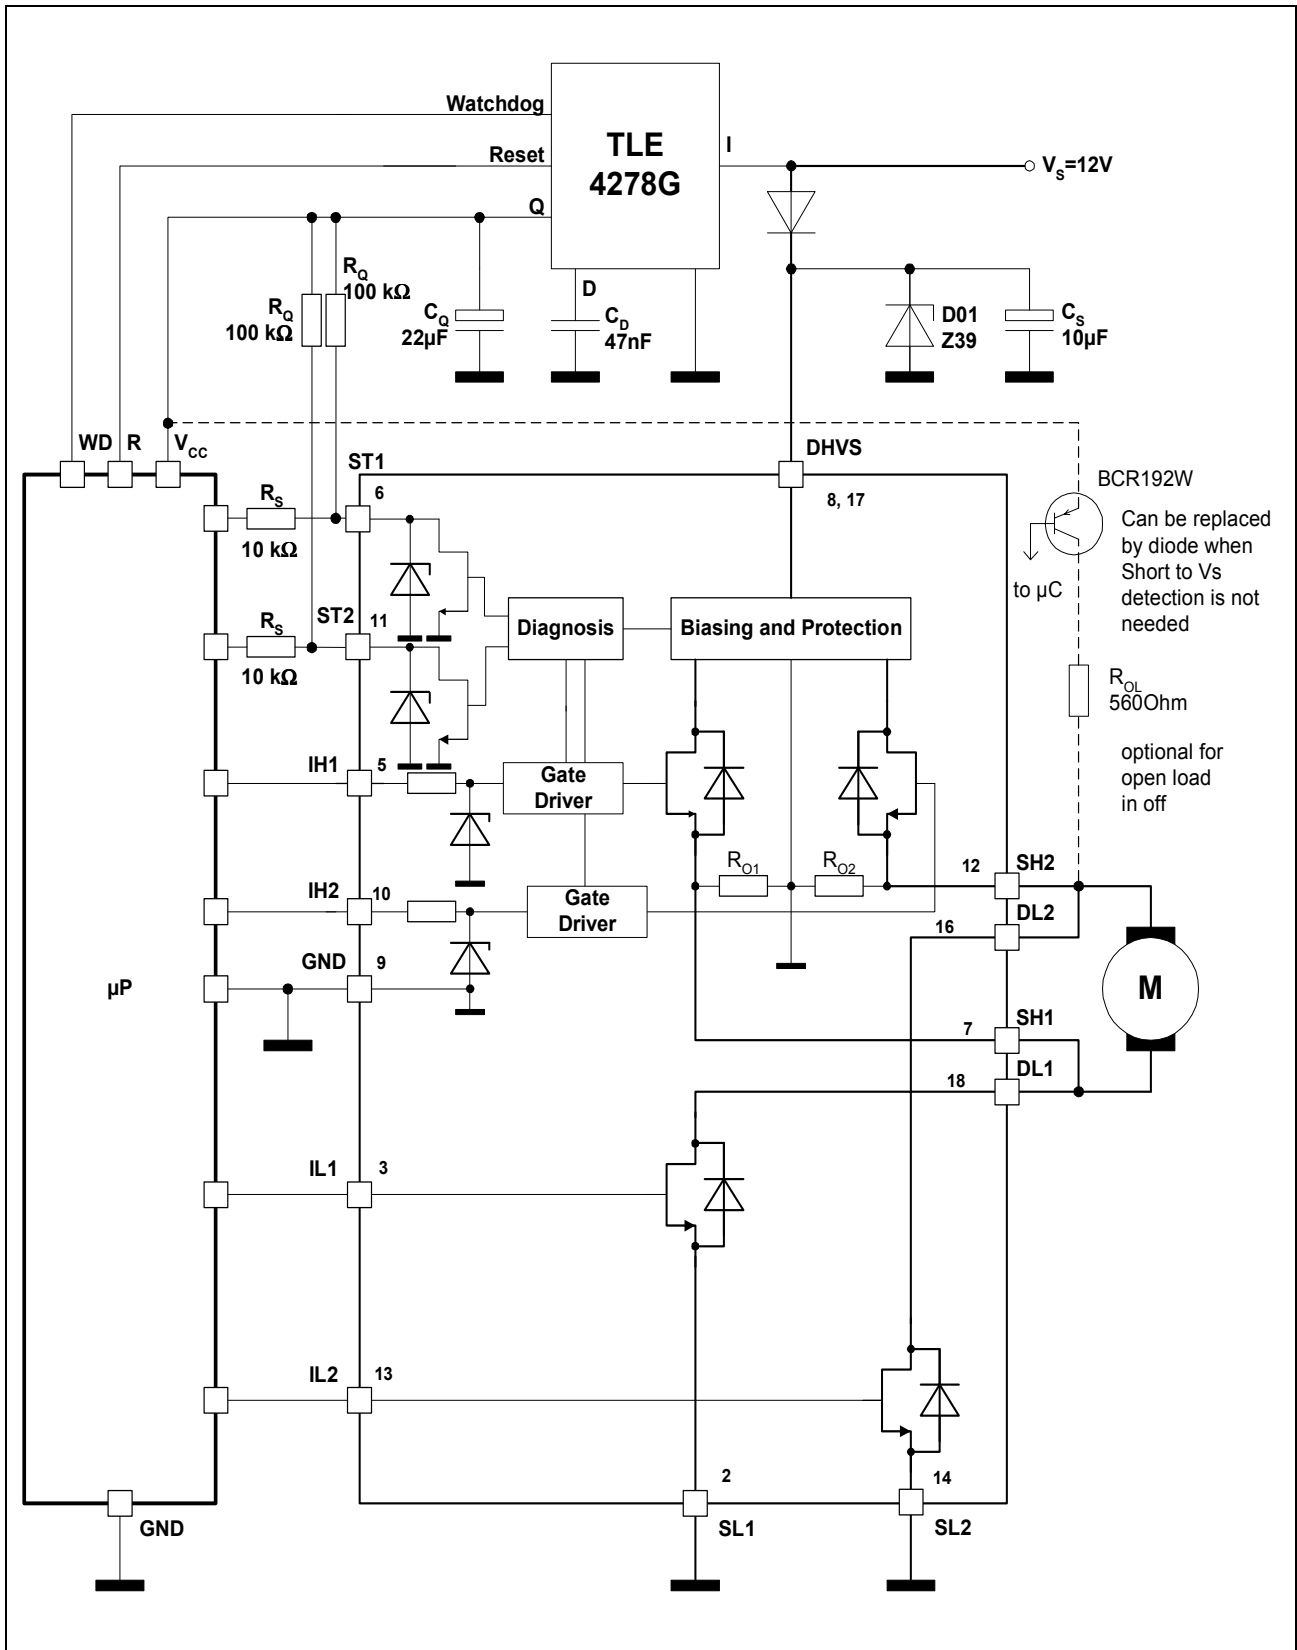 Watchdog
TLE
4278G
I
Reset
V_S=12V
Q
R_Q
100 kΩ
R_Q
100 kΩ
D
C_Q
22µF
C_D
47nF
D01
Z39
C_S
10µF
WD
R
V_CC
ST1
DHVS
6
8, 17
BCR192W
R_S
10 kΩ
Can be replaced
by diode when
Short to Vs
detection is not
needed
to µC
ST2
11
R_S
10 kΩ
Diagnosis
Biasing and Protection
R_OL
560Ohm
optional for
open load
in off
IH1
5
Gate
Driver
R_O1
R_O2
12
SH2
IH2
10
Gate
Driver
DL2
16
GND
9
µP
M
SH1
7
DL1
18
IL1
3
IL2
13
2
14
GND
SL1
SL2